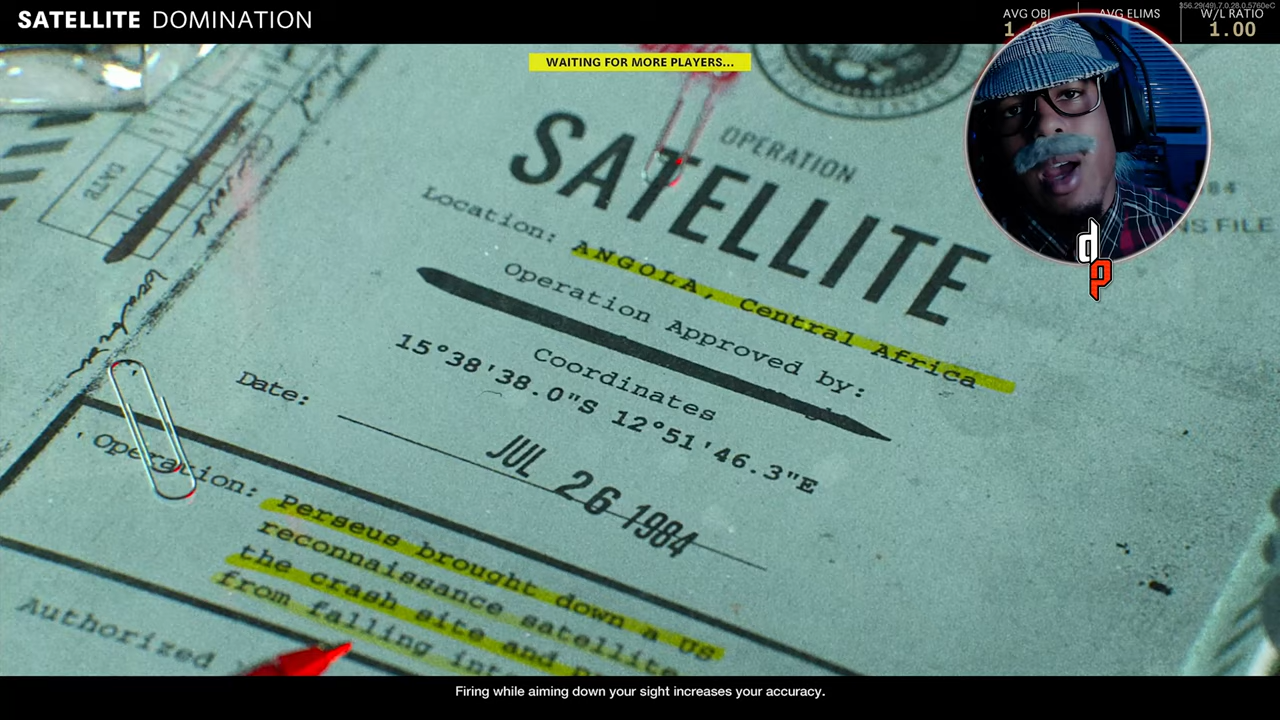 SATELLITE DOMINATION
AVG OBJ
AVG ELIMS
W/L RATIO
1.00
WAITING FOR MORE PLAYERS...
OPERATION
SATELLITE
Location: ANGOLA, Central Africa
Operation Approved by:
Coordinates
15°38'38.0"S 12°51'46.3"E
Date:
JUL 26 1984
Operation: Perseus brought down a US
reconnaissance satellite
the crash site and
from falling
Authorized
DATE
NS FILE
dp
Firing while aiming down your sight increases your accuracy.